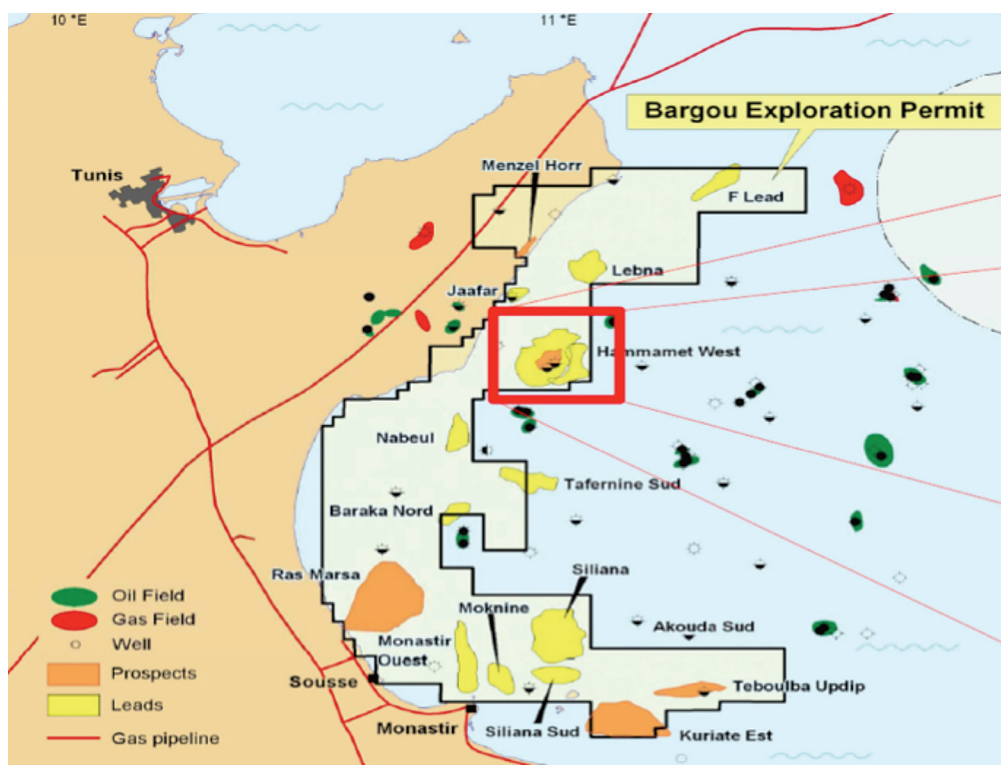 10 °E
11 °E
Bargou Exploration Permit
Menzel Horr
Tunis
F Lead
Lebna
Jaafar
Hammamet West
Nabeul
Tafernine Sud
Baraka Nord
Ras Marsa
Siliana
Moknine
Akouda Sud
Monastir
Ouest
Sousse
Teboulba Updip
Monastir
Siliana Sud
Kuriate Est
Oil Field
Gas Field
Well
Prospects
Leads
Gas pipeline